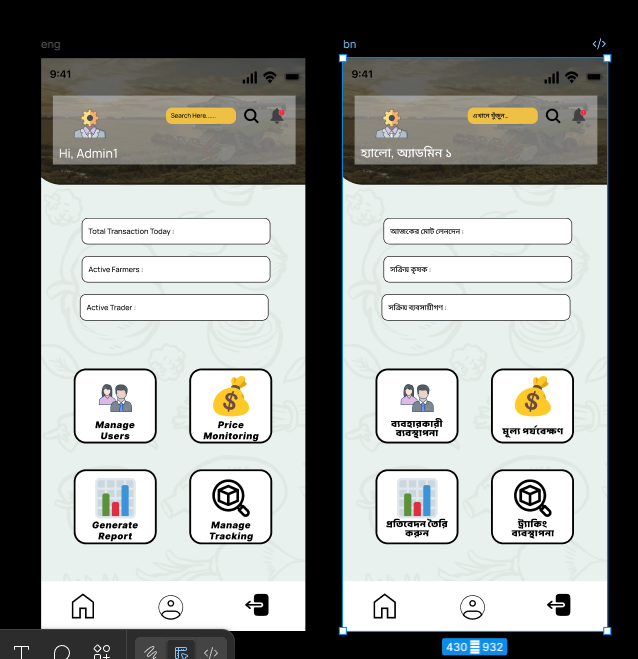 eng
9:41
Search Here......
Hi, Admin1
Total Transaction Today :
Active Farmers :
Active Trader :
Manage
Users
Price
Monitoring
Generate
Report
Manage
Tracking
bn
9:41
এখানে খুঁজুন..
হ্যালো, অ্যাডমিন ১
আজকের মোট লেনদেন :
সক্রিয় কৃষক :
সক্রিয় ব্যবসায়ীগণ :
ব্যবহারকারী
ব্যবস্থাপনা
মূল্য পর্যবেক্ষণ
প্রতিবেদন তৈরি
করুন
ট্র্যাকিং
ব্যবস্থাপনা
430 × 932